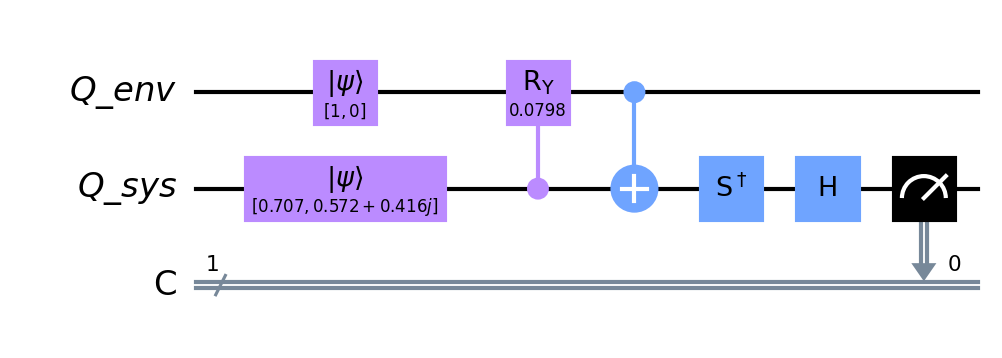 Q_env |ψ⟩ R_Y
[1, 0] 0.0798
Q_sys |ψ⟩ S† H
[0.707, 0.572 + 0.416j]
C 1 0